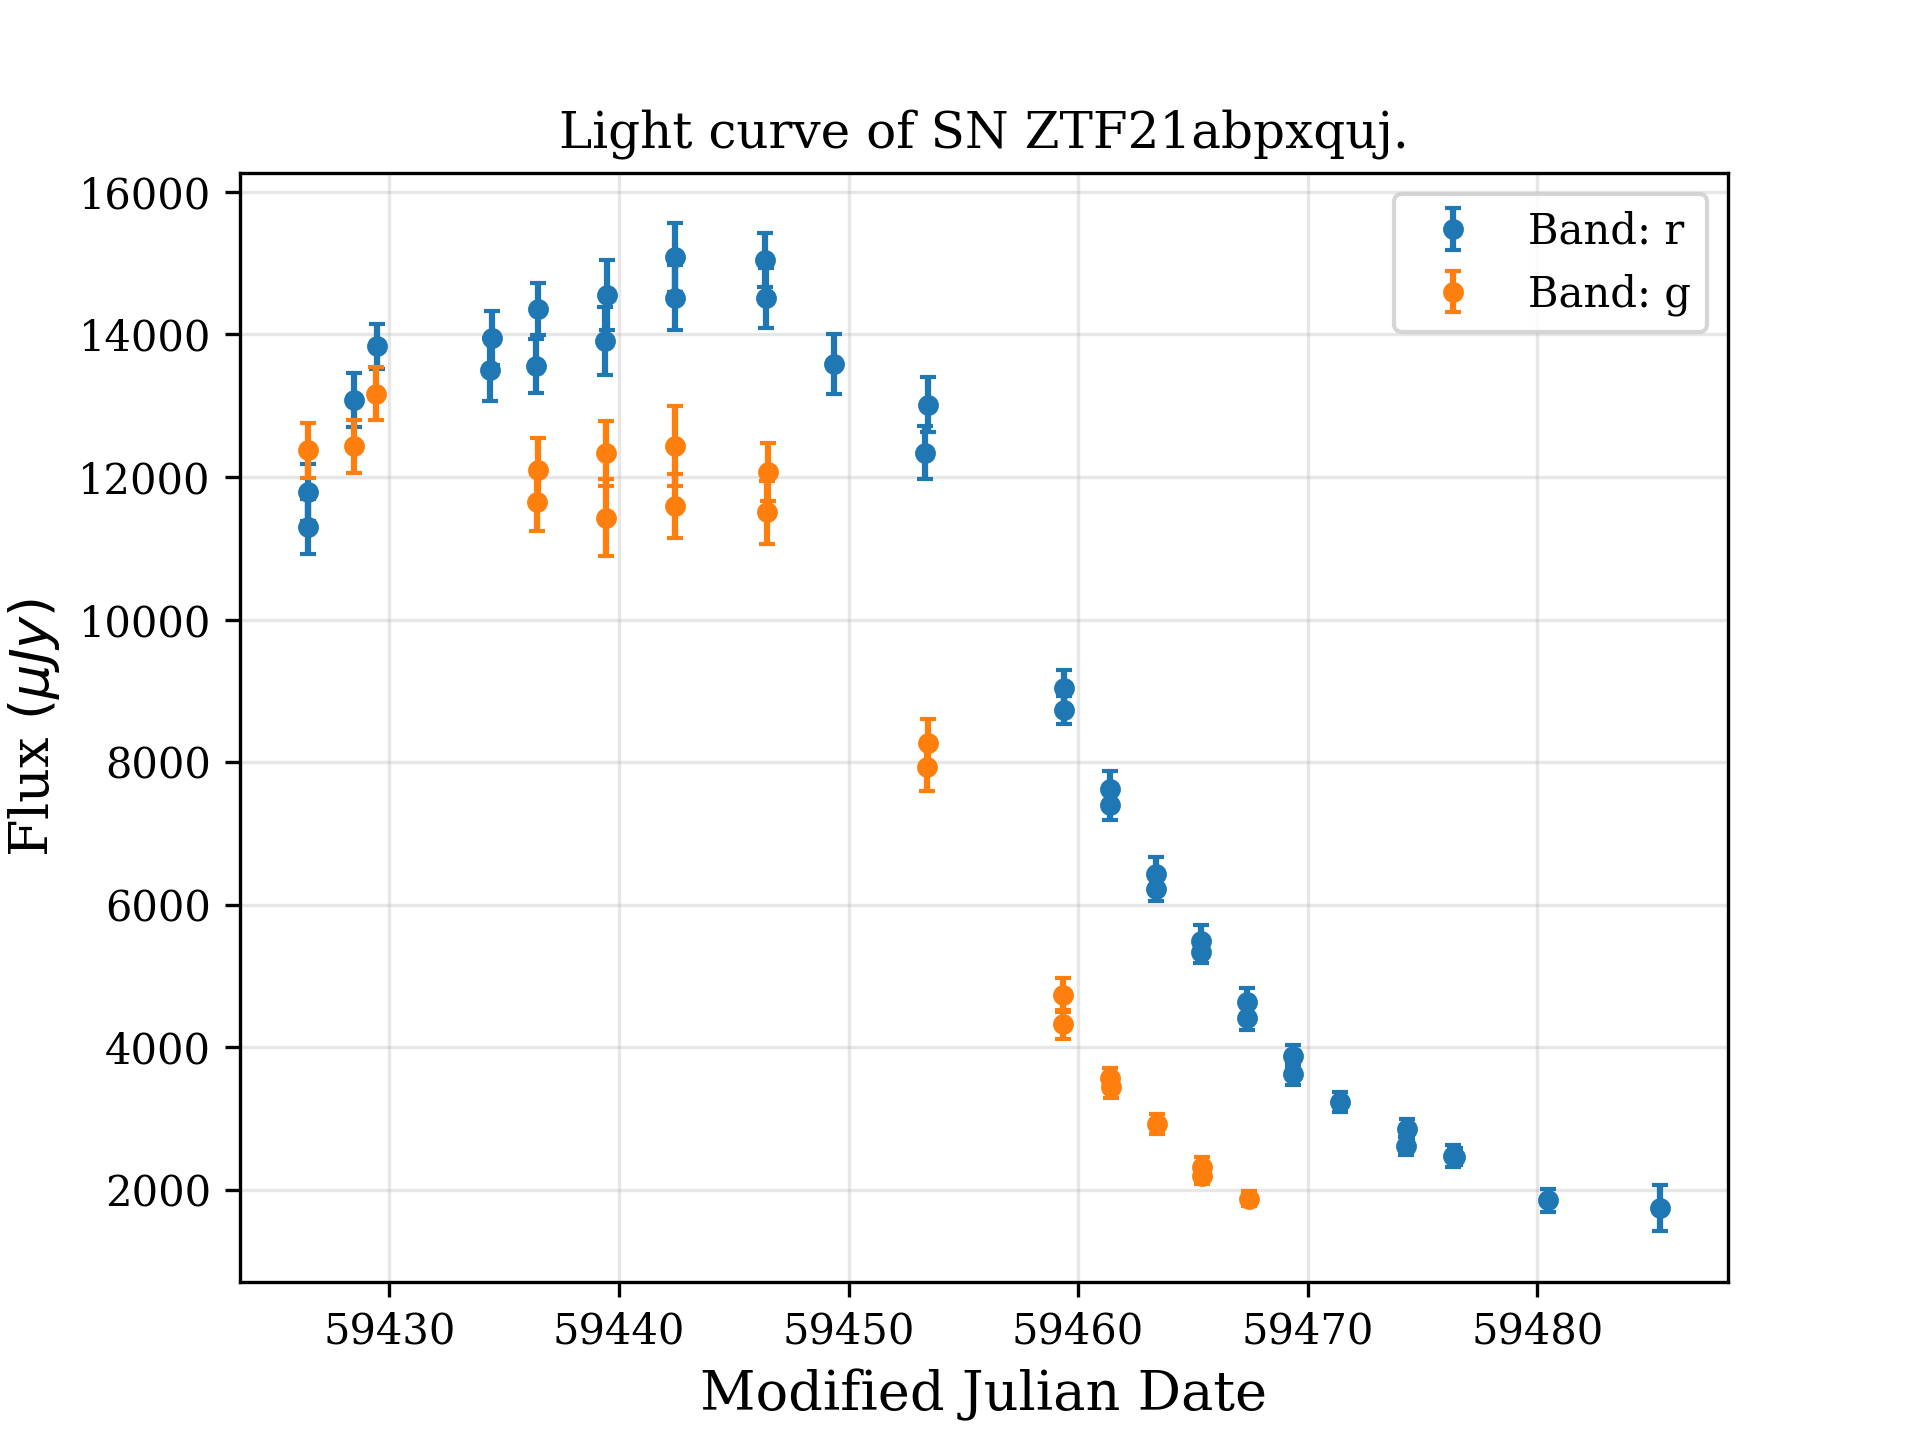 Light curve of SN ZTF21abpxquj.
16000
14000
12000
10000
8000
6000
4000
2000
Flux (μJy)
Band: r
Band: g
59430 59440 59450 59460 59470 59480
Modified Julian Date